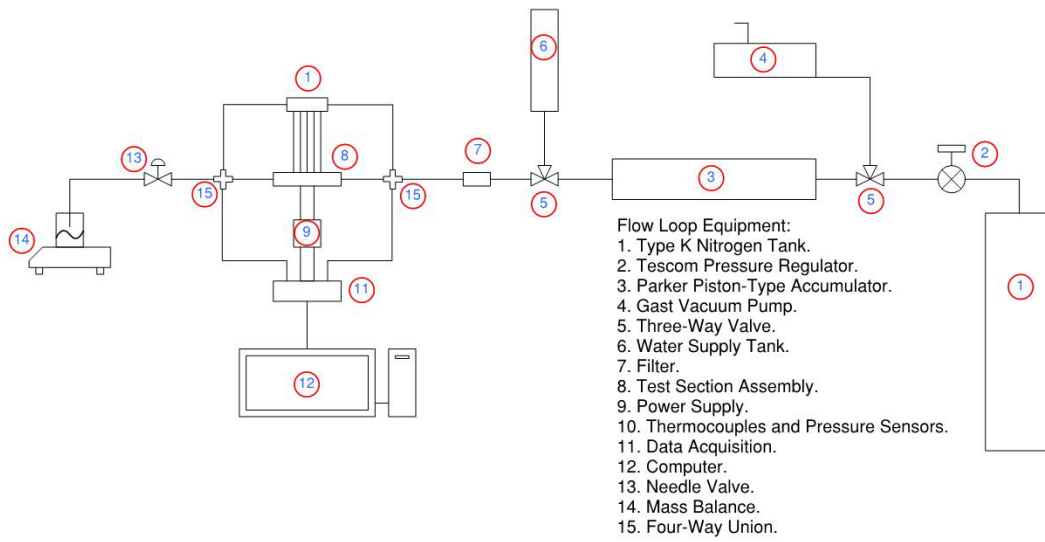 6
4
1
13
8
7
2
15
15
3
5
5
9
14
11
1
12
Flow Loop Equipment:
1. Type K Nitrogen Tank.
2. Tescom Pressure Regulator.
3. Parker Piston-Type Accumulator.
4. Gast Vacuum Pump.
5. Three-Way Valve.
6. Water Supply Tank.
7. Filter.
8. Test Section Assembly.
9. Power Supply.
10. Thermocouples and Pressure Sensors.
11. Data Acquisition.
12. Computer.
13. Needle Valve.
14. Mass Balance.
15. Four-Way Union.